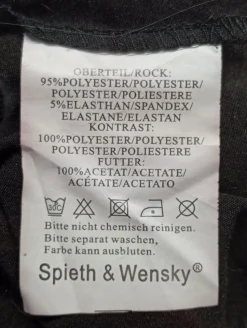 OBERTEIL/ROCK:
95%POLYESTER/POLYESTER/
POLYESTER/POLIESTERE
5%ELASTHAN/SPANDEX/
ELASTANE/ELASTAN
KONTRAST:
100%POLYESTER/POLYESTER/
POLYESTER/POLIESTERE
FUTTER:
100%ACETAT/ACETATE/
ACÉTATE/ACETATO
30C
Bitte nicht chemisch reinigen.
Bitte separat waschen,
Farbe kann ausbluten.
Spieth & Wensky®